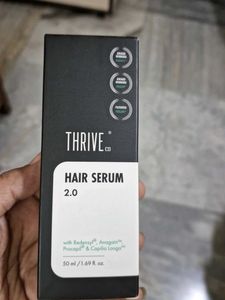 THRIVE®
co
HAIR SERUM
2.0
with Redensyl®, Anagain™,
Procapil® & Capilia Longa™
50 ml / 1.69 fl. oz.